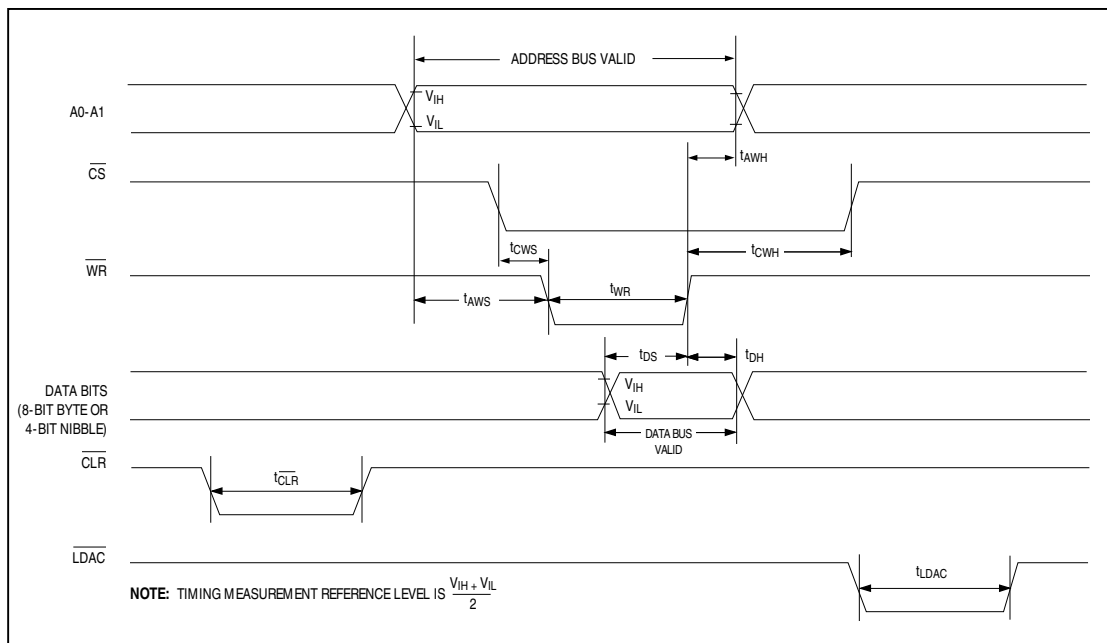 ADDRESS BUS VALID
A0-A1
VIH
VIL
tAWH
CS
tCWS
tCWH
WR
tAWS
tWR
tDS
tDH
DATA BITS
(8-BIT BYTE OR
4-BIT NIBBLE)
VIH
VIL
DATA BUS
VALID
CLR
tCLR
LDAC
tLDAC
NOTE: TIMING MEASUREMENT REFERENCE LEVEL IS VIH + VIL
2